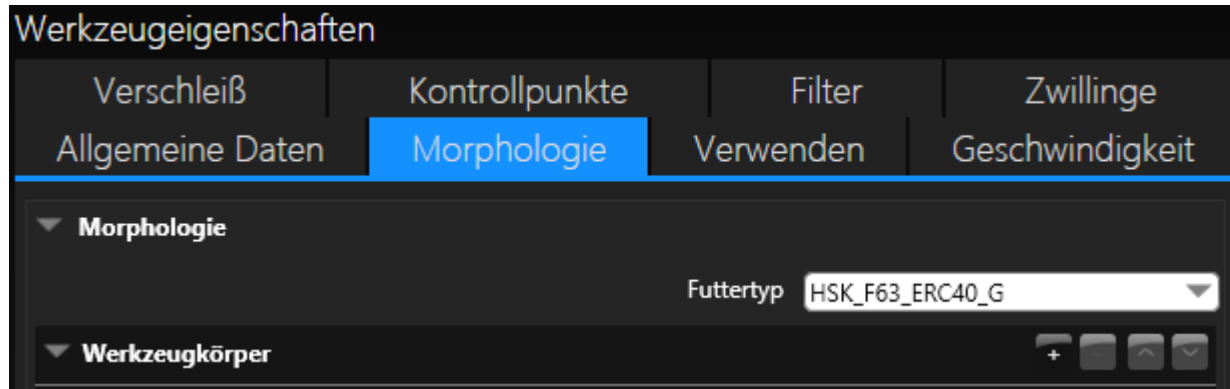 Werkzeugeigenschaften
Verschleiß Kontrollpunkte Filter Zwillinge
Allgemeine Daten Morphologie Verwenden Geschwindigkeit
Morphologie
Futtertyp HSK_F63_ERC40_G
Werkzeugkörper